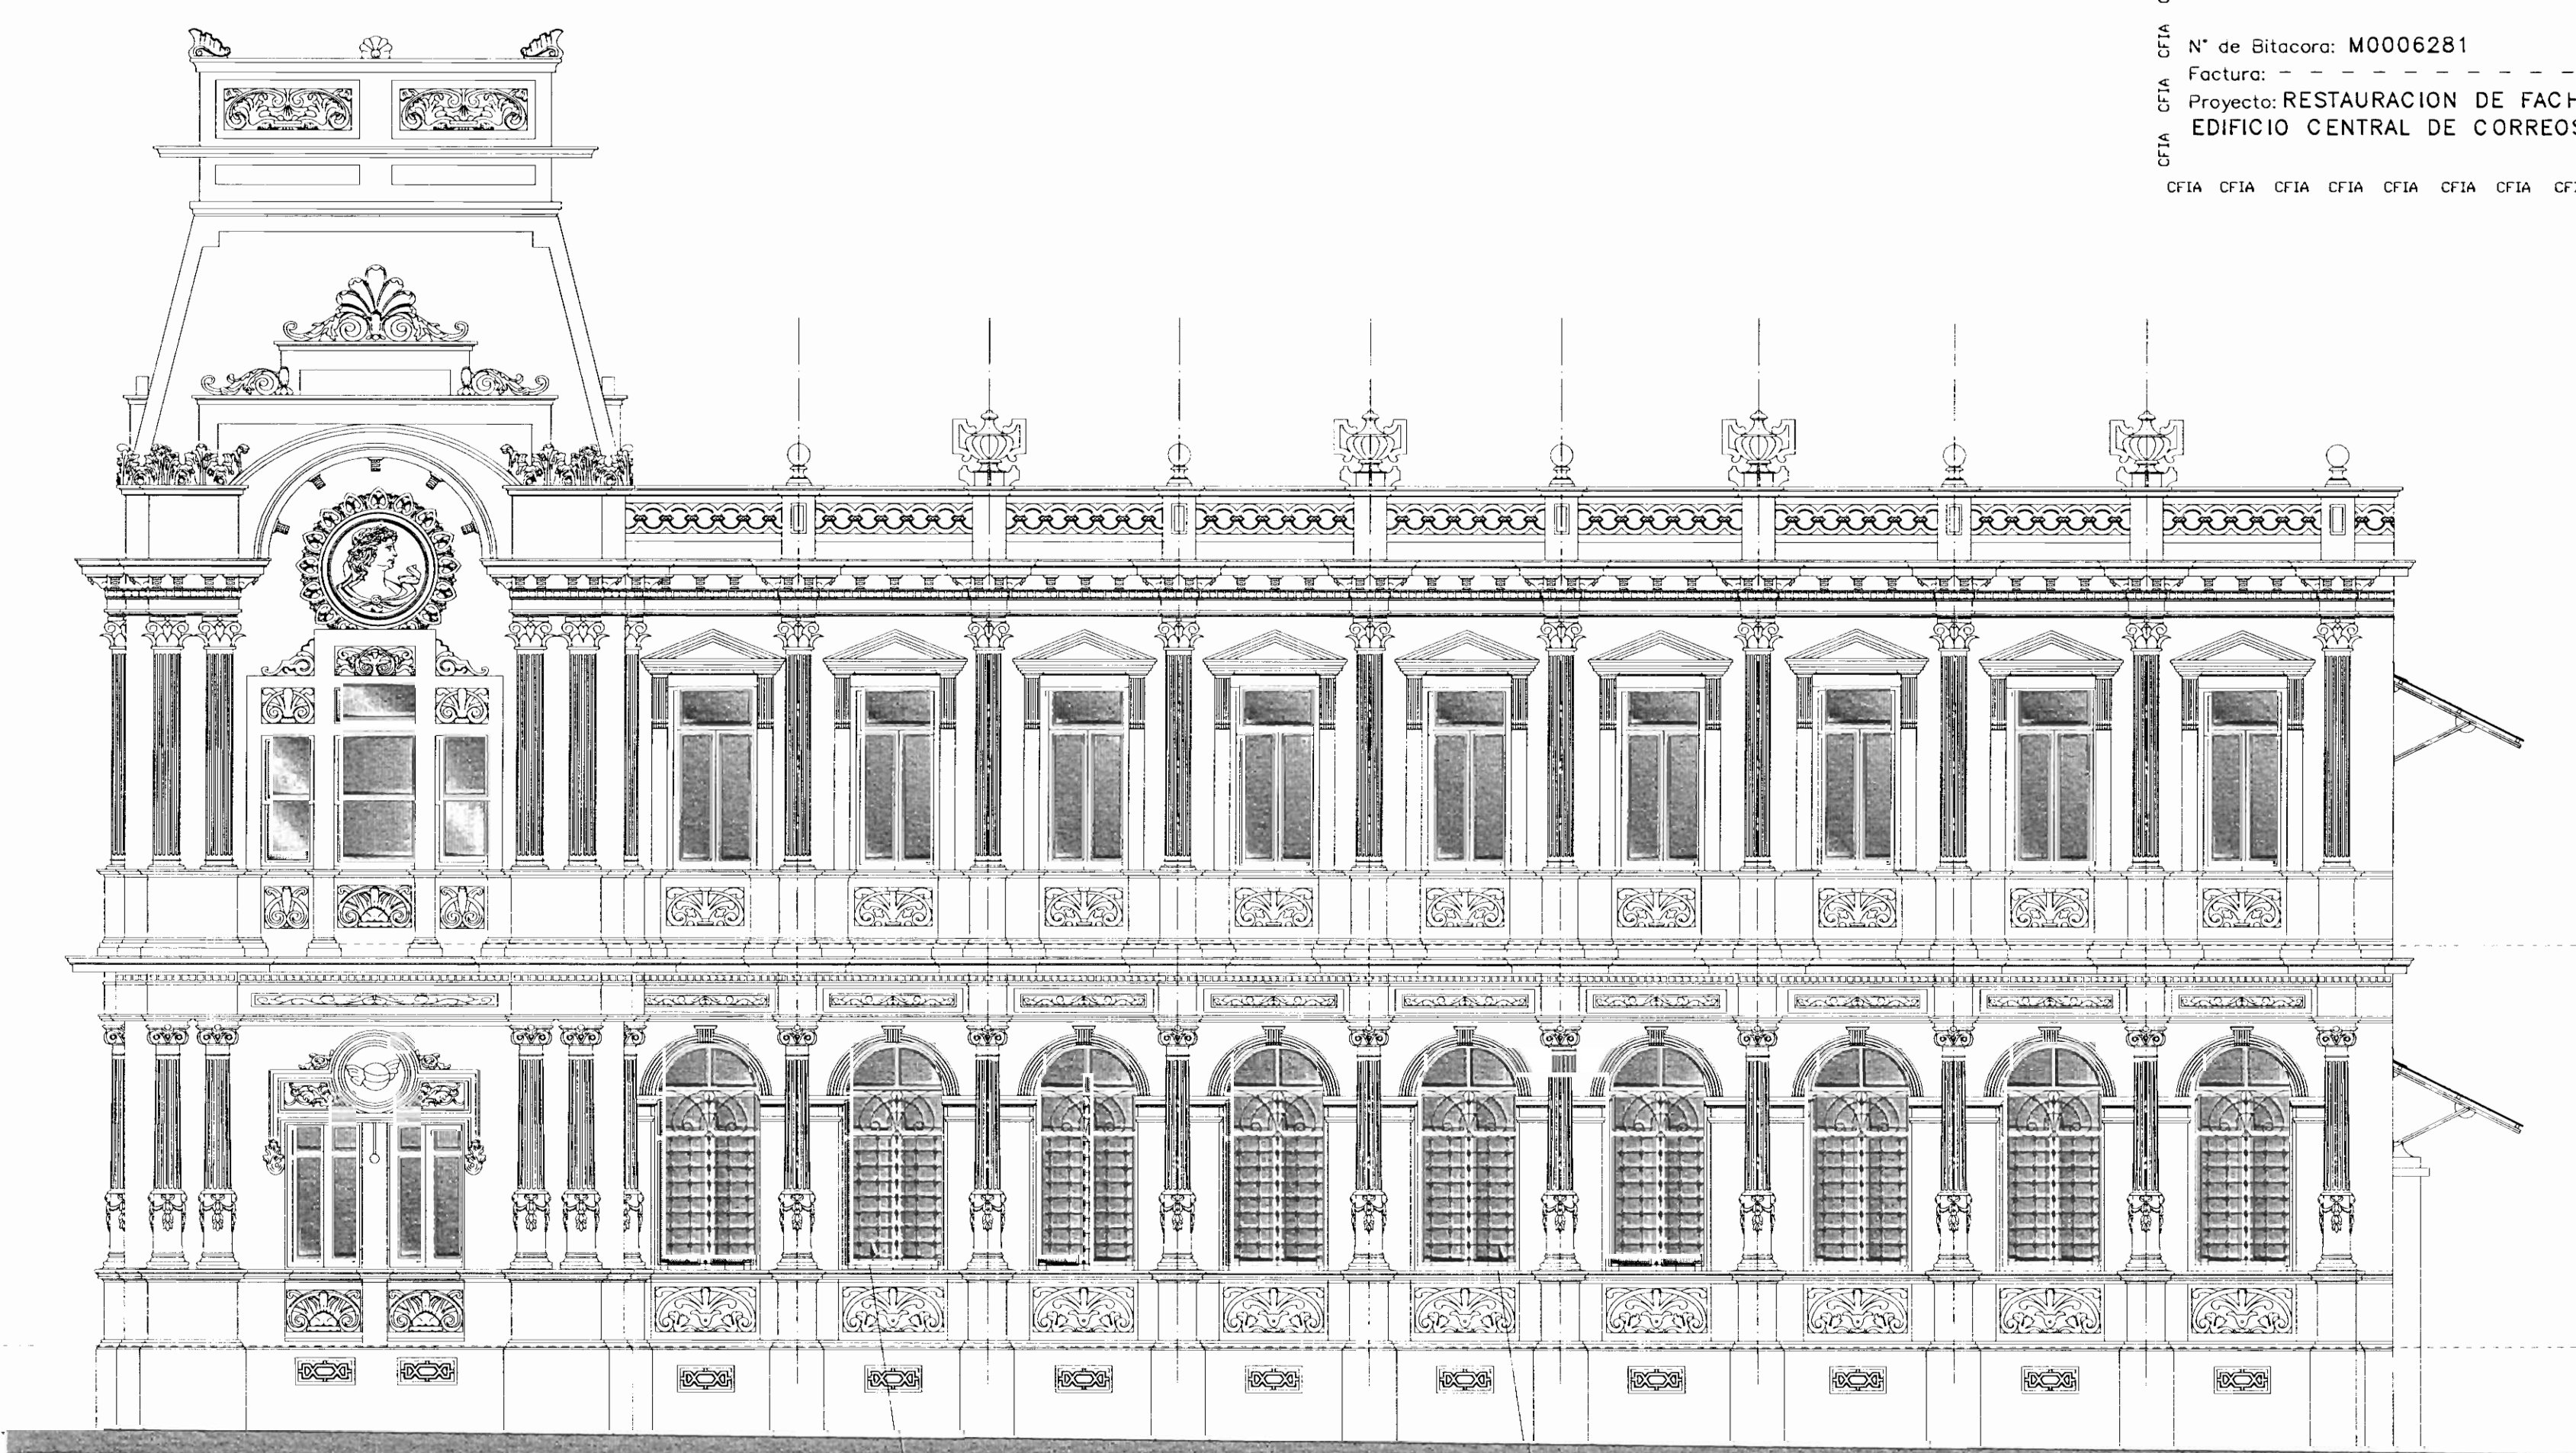 N° de Bitacora: M0006281
Factura: - - - - - - - - - -
Proyecto: RESTAURACION DE FACH
EDIFICIO CENTRAL DE CORREOS
CFIA CFIA CFIA
CFIA CFIA CFIA CFIA CFIA CFIA CFIA CFI